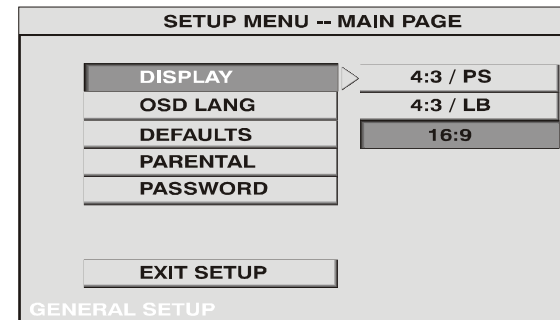 SETUP MENU -- MAIN PAGE
DISPLAY
4:3 / PS
OSD LANG
4:3 / LB
DEFAULTS
16:9
PARENTAL
PASSWORD
EXIT SETUP
GENERAL SETUP